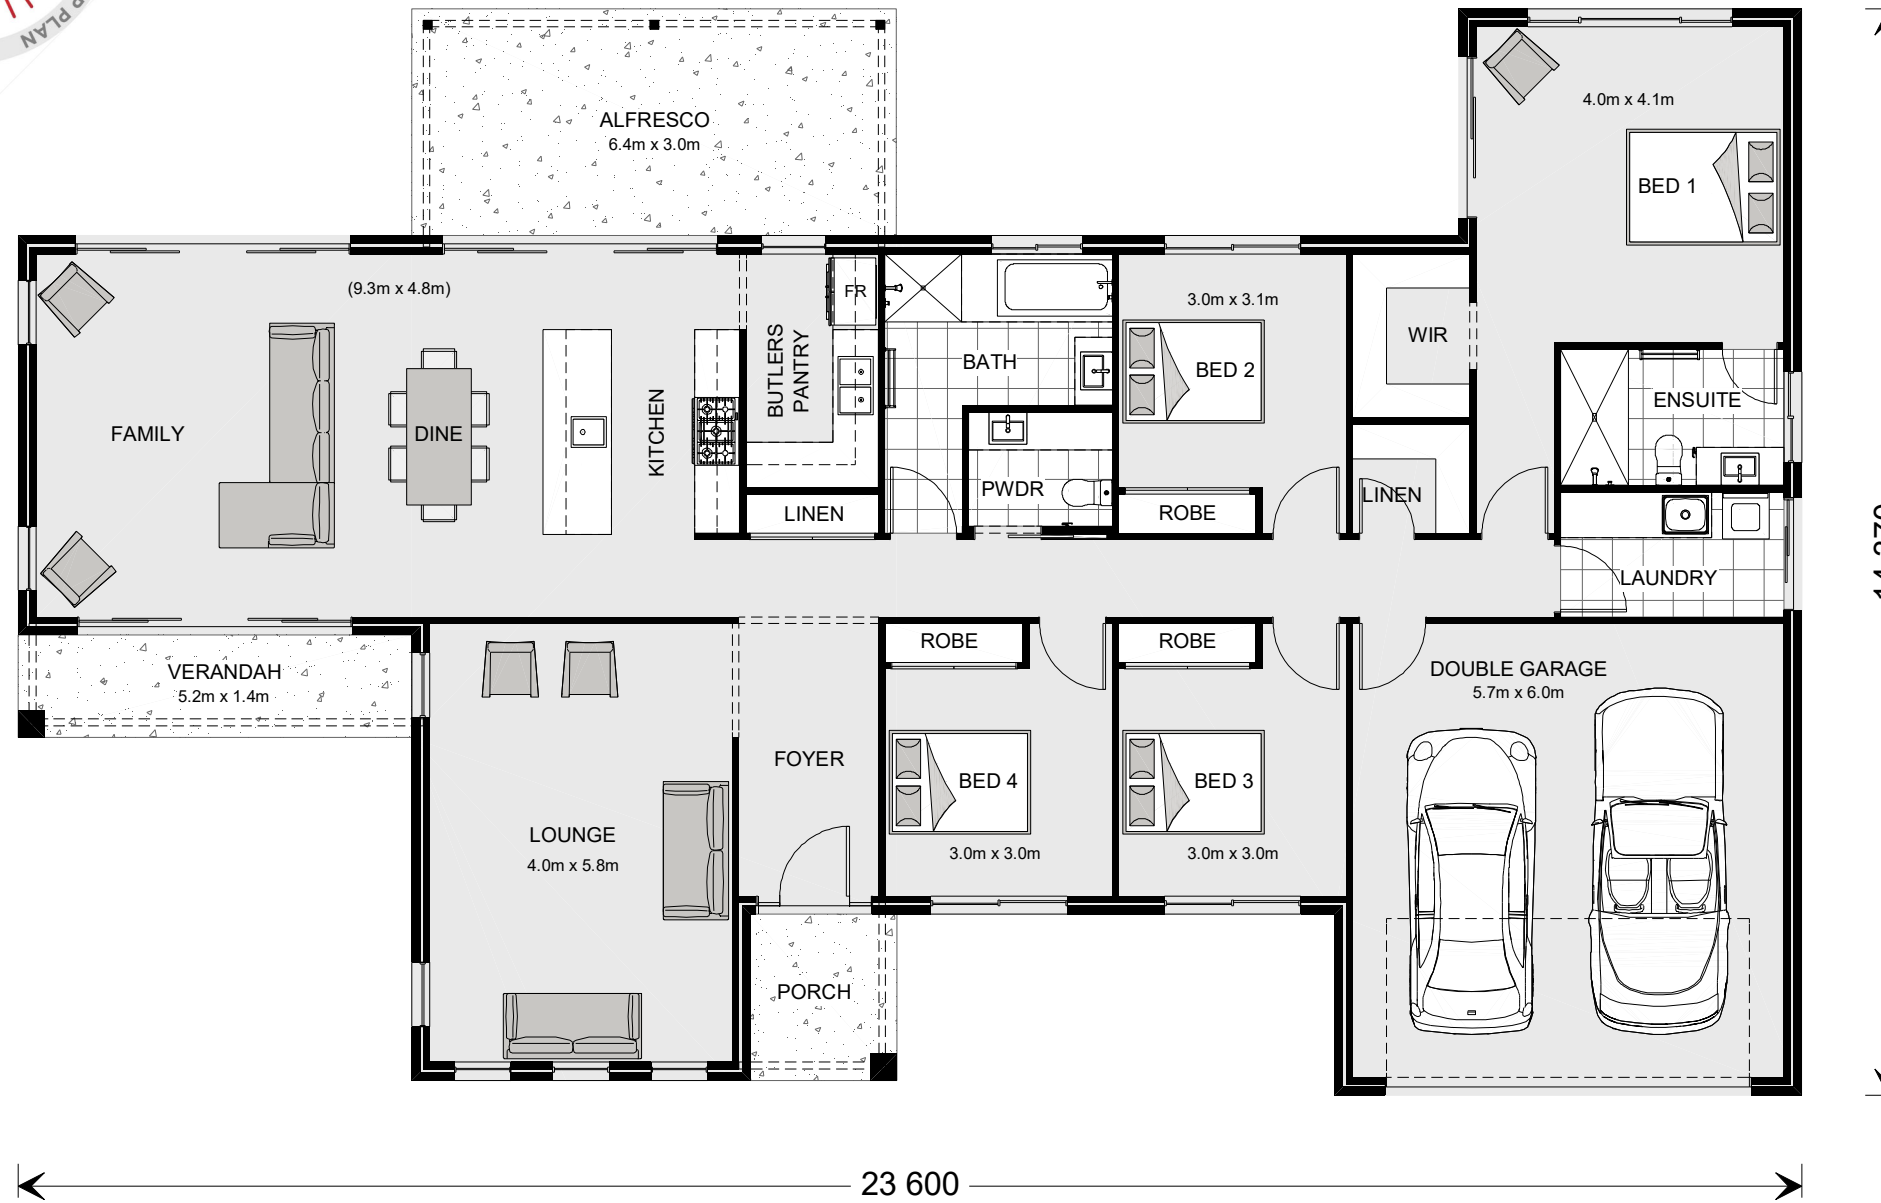 R PLAN
ALFRESCO
6.4m x 3.0m
4.0m x 4.1m
BED 1
(9.3m x 4.8m)
FR
3.0m x 3.1m
BUTLERS
PANTRY
WIR
BATH
BED 2
ENSUITE
FAMILY
DINE
KITCHEN
PWDR
LINEN
LINEN
ROBE
LAUNDRY
ROBE
ROBE
VERANDAH
5.2m x 1.4m
DOUBLE GARAGE
5.7m x 6.0m
FOYER
BED 4
BED 3
LOUNGE
4.0m x 5.8m
3.0m x 3.0m
3.0m x 3.0m
PORCH
23 600